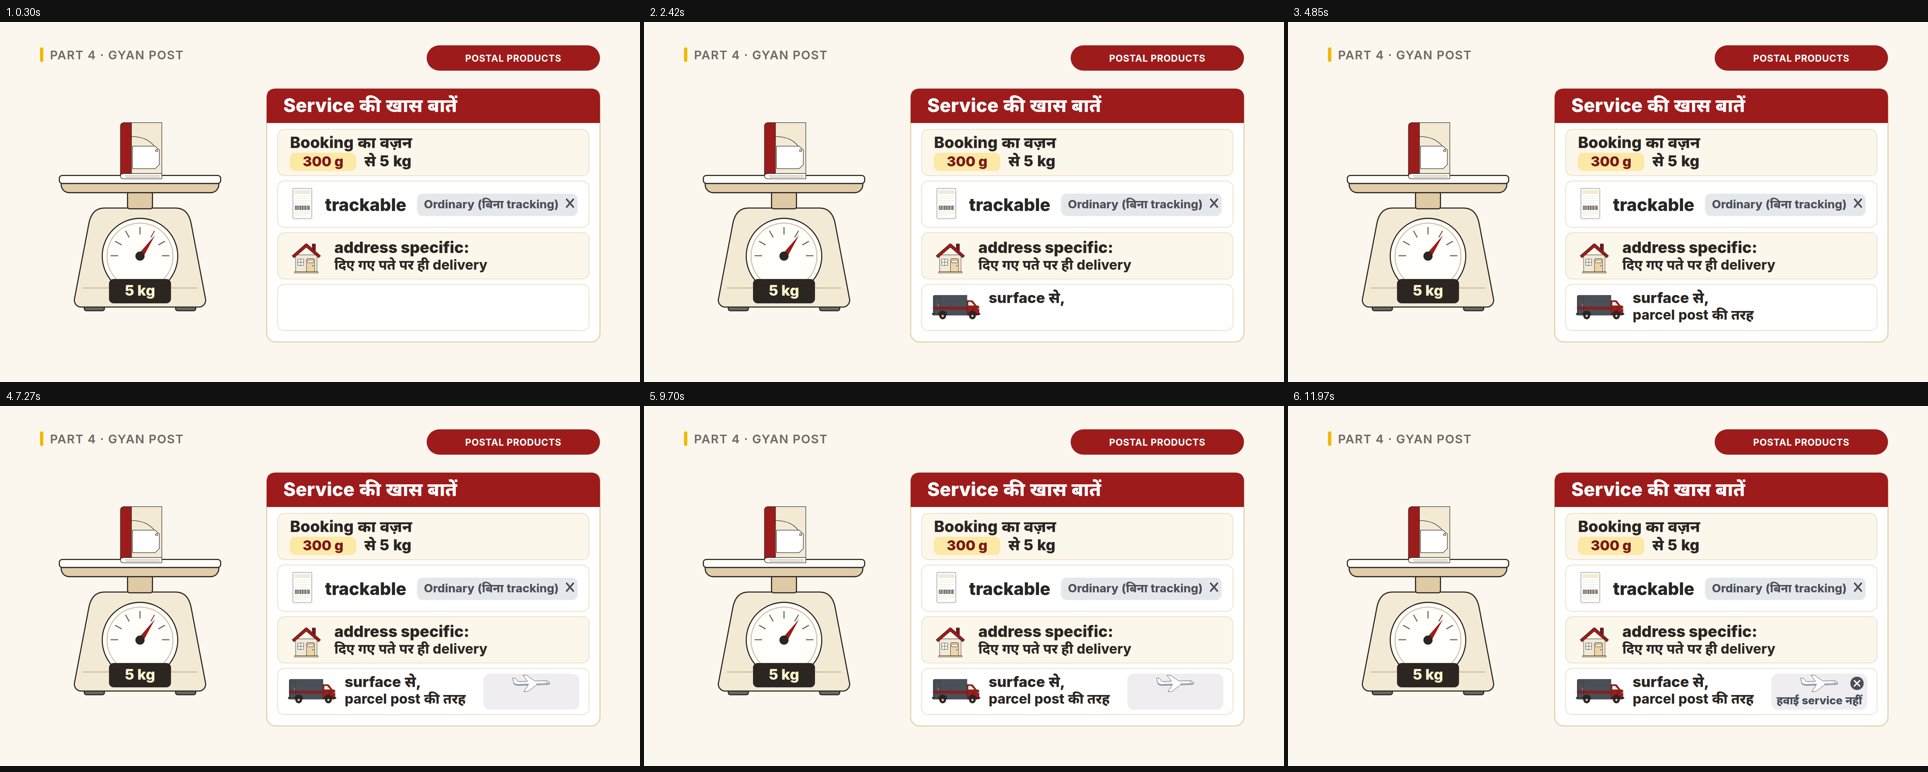 1. 0.30s
PART 4 · GYAN POST
POSTAL PRODUCTS
Service की खास बातें
Booking का वज़न
300 g से 5 kg
trackable Ordinary (बिना tracking) X
address specific:
दिए गए पते पर ही delivery
5 kg
2. 2.42s
PART 4 · GYAN POST
POSTAL PRODUCTS
Service की खास बातें
Booking का वज़न
300 g से 5 kg
trackable Ordinary (बिना tracking) X
address specific:
दिए गए पते पर ही delivery
surface से,
5 kg
3. 4.85s
PART 4 · GYAN POST
POSTAL PRODUCTS
Service की खास बातें
Booking का वज़न
300 g से 5 kg
trackable Ordinary (बिना tracking) X
address specific:
दिए गए पते पर ही delivery
surface से,
parcel post की तरह
5 kg
4. 7.27s
PART 4 · GYAN POST
POSTAL PRODUCTS
Service की खास बातें
Booking का वज़न
300 g से 5 kg
trackable Ordinary (बिना tracking) X
address specific:
दिए गए पते पर ही delivery
surface से,
parcel post की तरह
5 kg
5. 9.70s
PART 4 · GYAN POST
POSTAL PRODUCTS
Service की खास बातें
Booking का वज़न
300 g से 5 kg
trackable Ordinary (बिना tracking) X
address specific:
दिए गए पते पर ही delivery
surface से,
parcel post की तरह
5 kg
6. 11.97s
PART 4 · GYAN POST
POSTAL PRODUCTS
Service की खास बातें
Booking का वज़न
300 g से 5 kg
trackable Ordinary (बिना tracking) X
address specific:
दिए गए पते पर ही delivery
surface से,
parcel post की तरह
हवाई service नहीं
5 kg